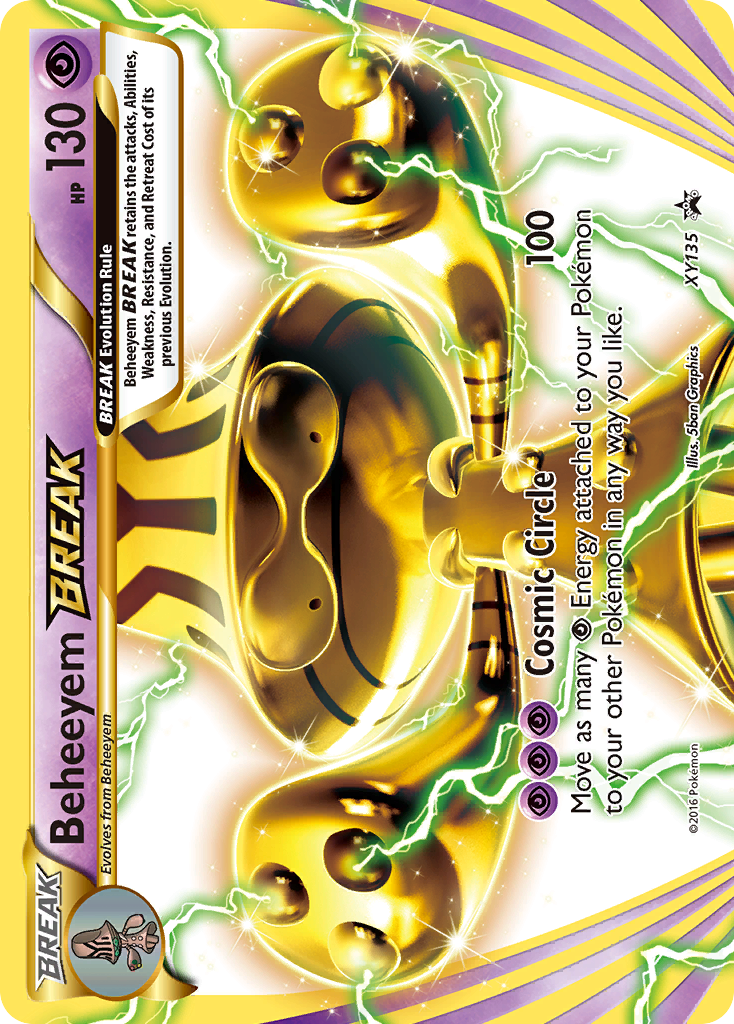 BREAK
Beheeyem BREAK
HP 130
Evolves from Beheeyem
BREAK Evolution Rule
Beheeyem BREAK retains the attacks, Abilities,
Weakness, Resistance, and Retreat Cost of its
previous Evolution.
Cosmic Circle 100
Move as many Energy attached to your Pokémon
to your other Pokémon in any way you like.
Illus. 5ban Graphics
©2016 Pokémon
XY135
PROMO